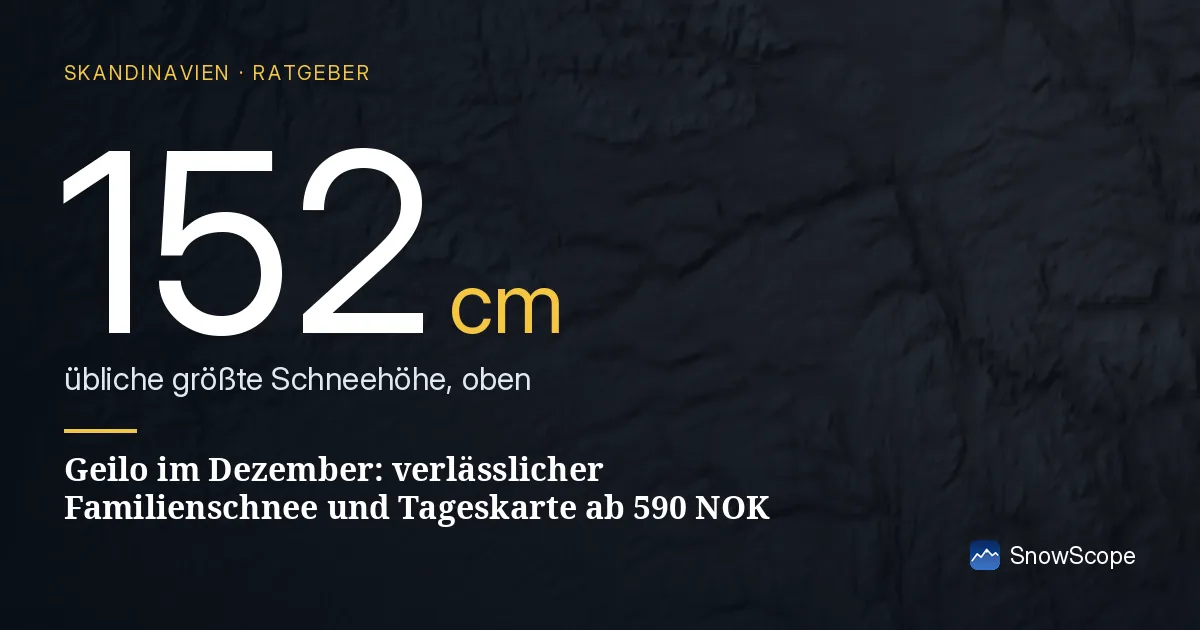 SKANDINAVIEN · RATGEBER
152 cm
übliche größte Schneehöhe, oben
Geilo im Dezember: verlässlicher
Familienschnee und Tageskarte ab 590 NOK
SnowScope